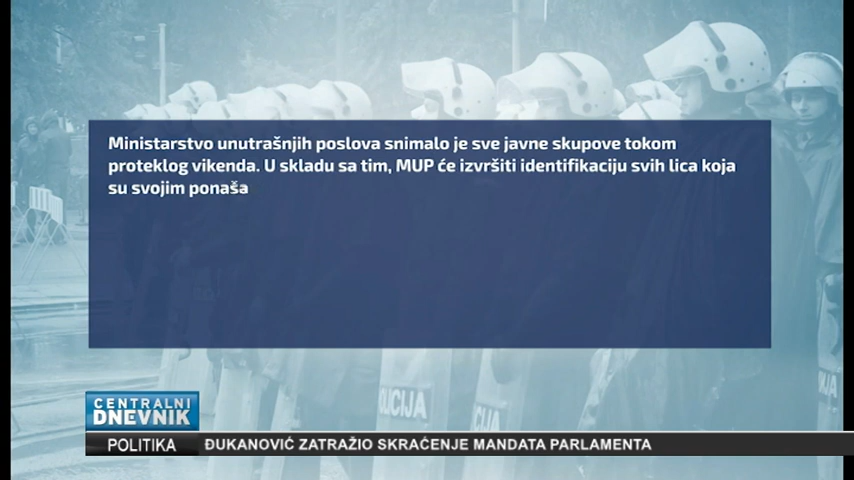 Ministarstvo unutrašnjih poslova snimalo je sve javne skupove tokom
proteklog vikenda. U skladu sa tim, MUP će izvršiti identifikaciju svih lica koja
su svojim ponaša
POLICIJA
CENTRALNI
DNEVNIK
POLITIKA ĐUKANOVIĆ ZATRAŽIO SKRAĆENJE MANDATA PARLAMENTA